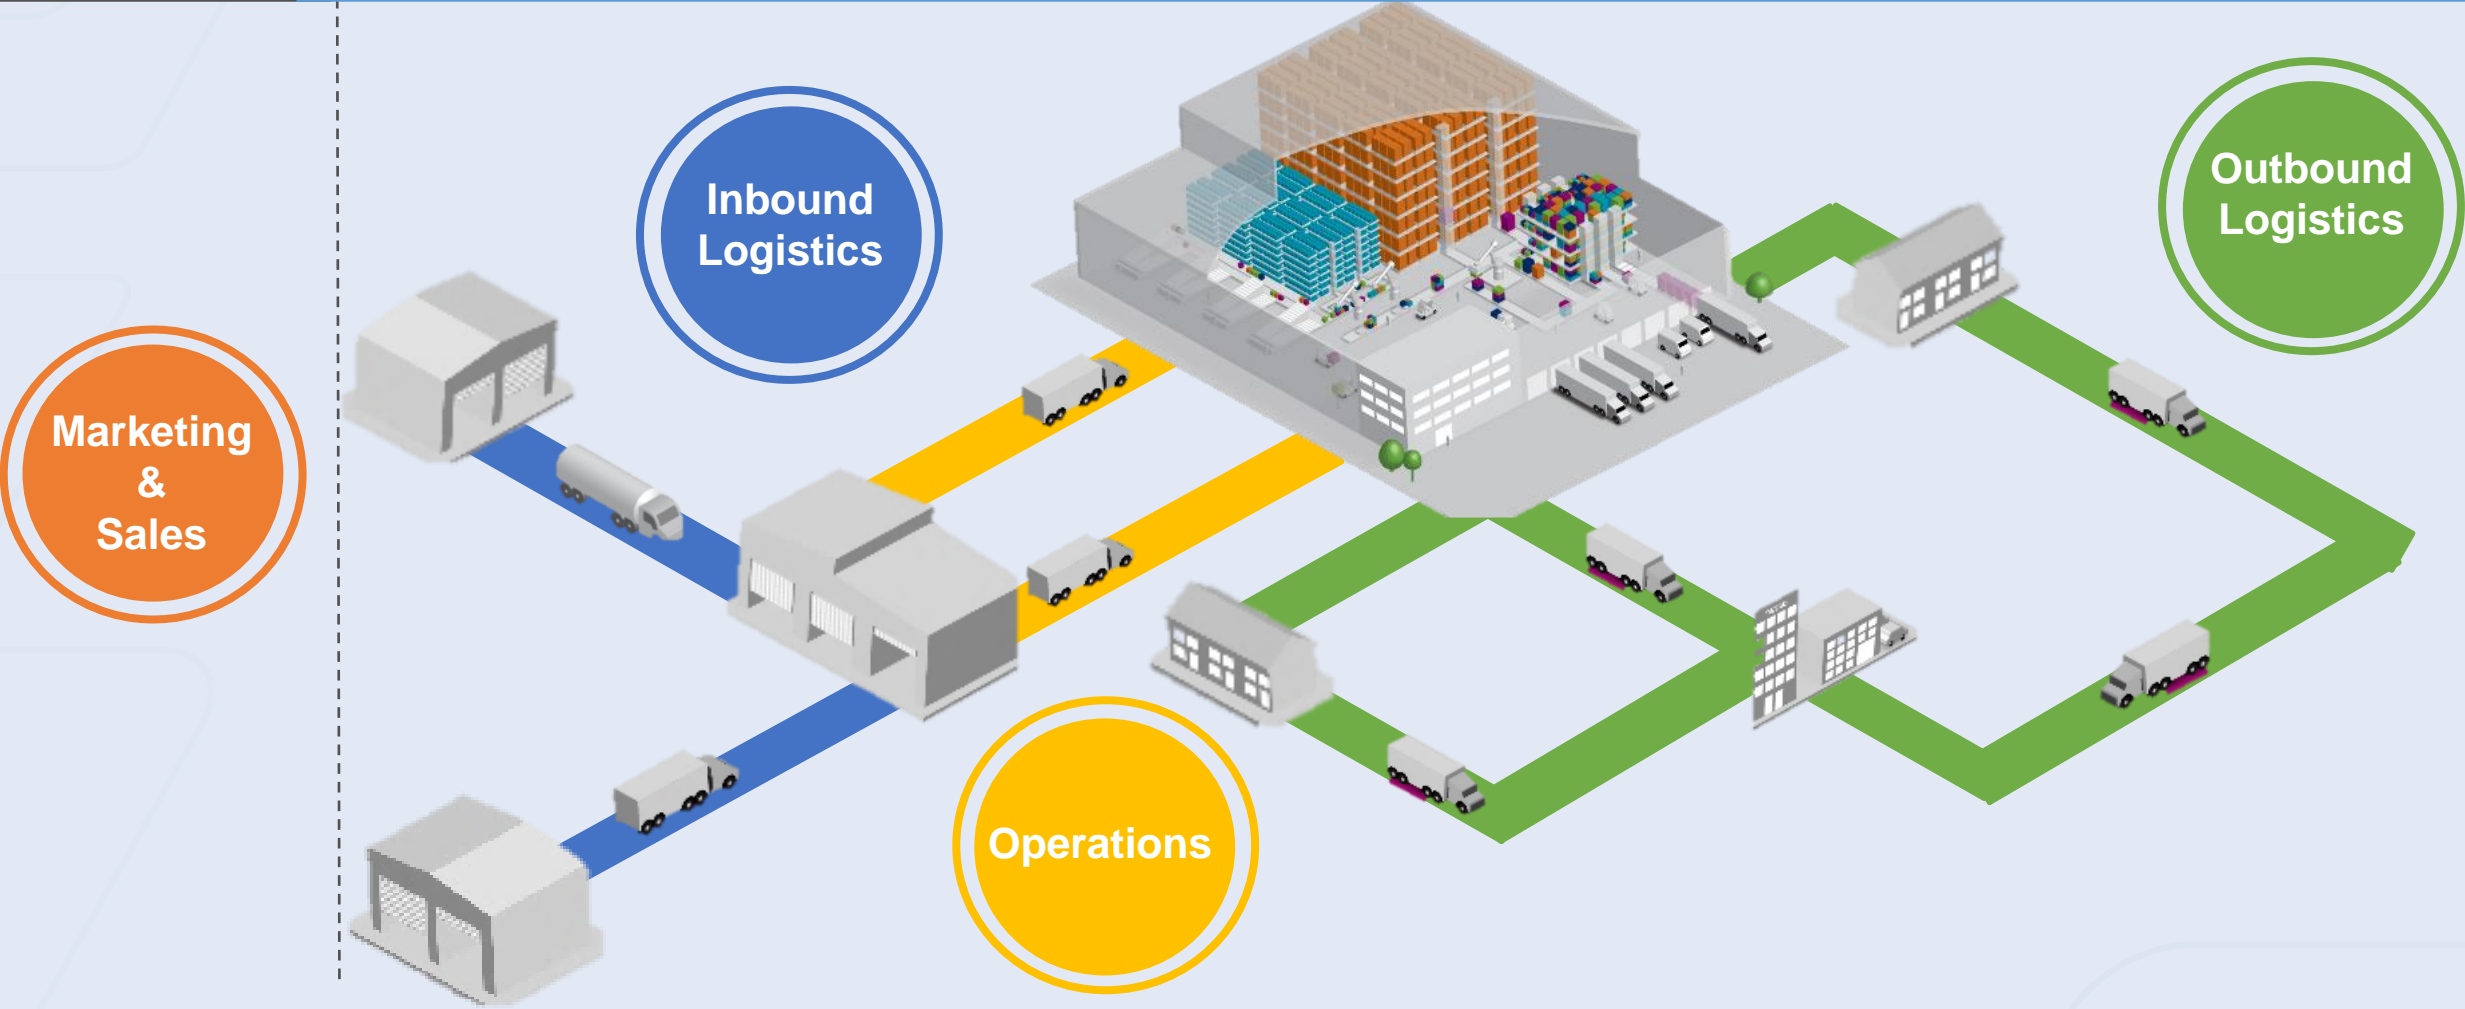 Marketing
&
Sales
Inbound
Logistics
Operations
Outbound
Logistics